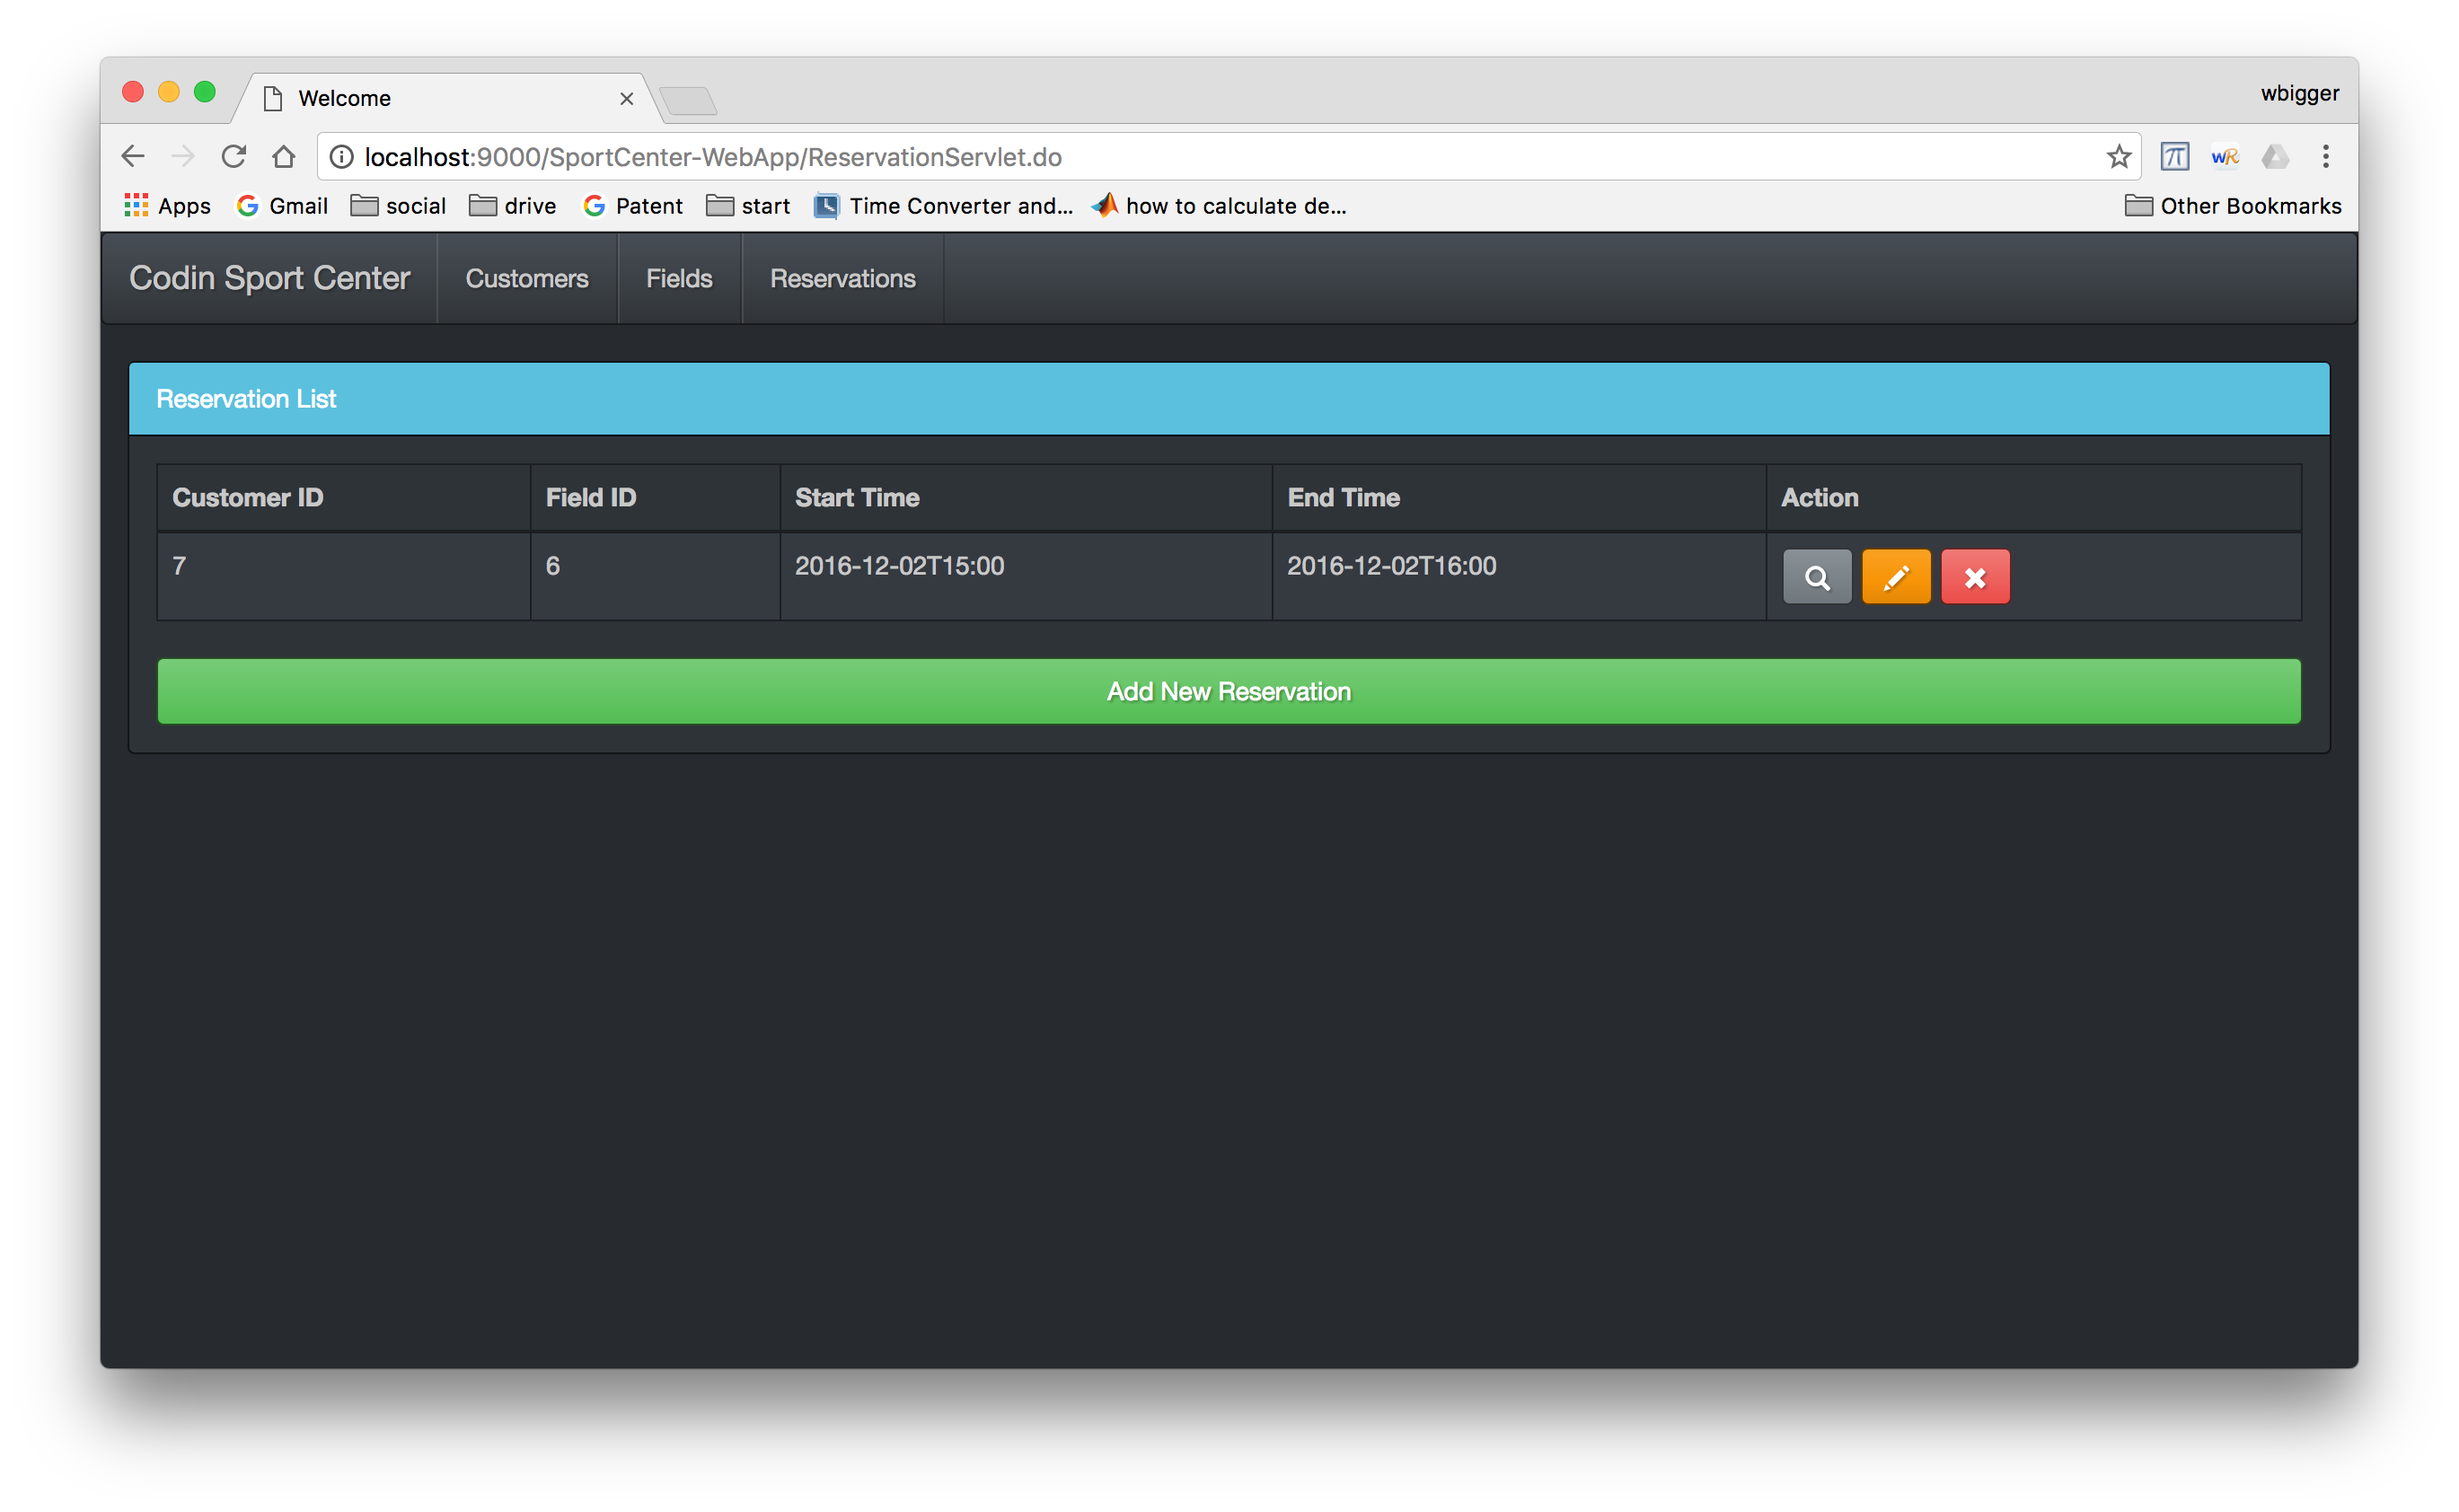 Welcome
wbigger
localhost:9000/SportCenter-WebApp/ReservationServlet.do
Apps Gmail social drive Patent start Time Converter and... how to calculate de... Other Bookmarks
Codin Sport Center Customers Fields Reservations
Reservation List
Customer ID Field ID Start Time End Time Action
7 6 2016-12-02T15:00 2016-12-02T16:00
Add New Reservation